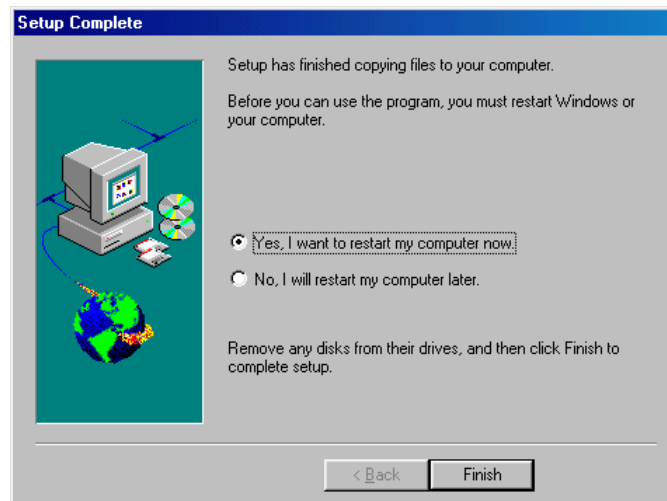 Setup Complete
Setup has finished copying files to your computer.
Before you can use the program, you must restart Windows or
your computer.
Yes, I want to restart my computer now.
No, I will restart my computer later.
Remove any disks from their drives, and then click Finish to
complete setup.
< Back
Finish